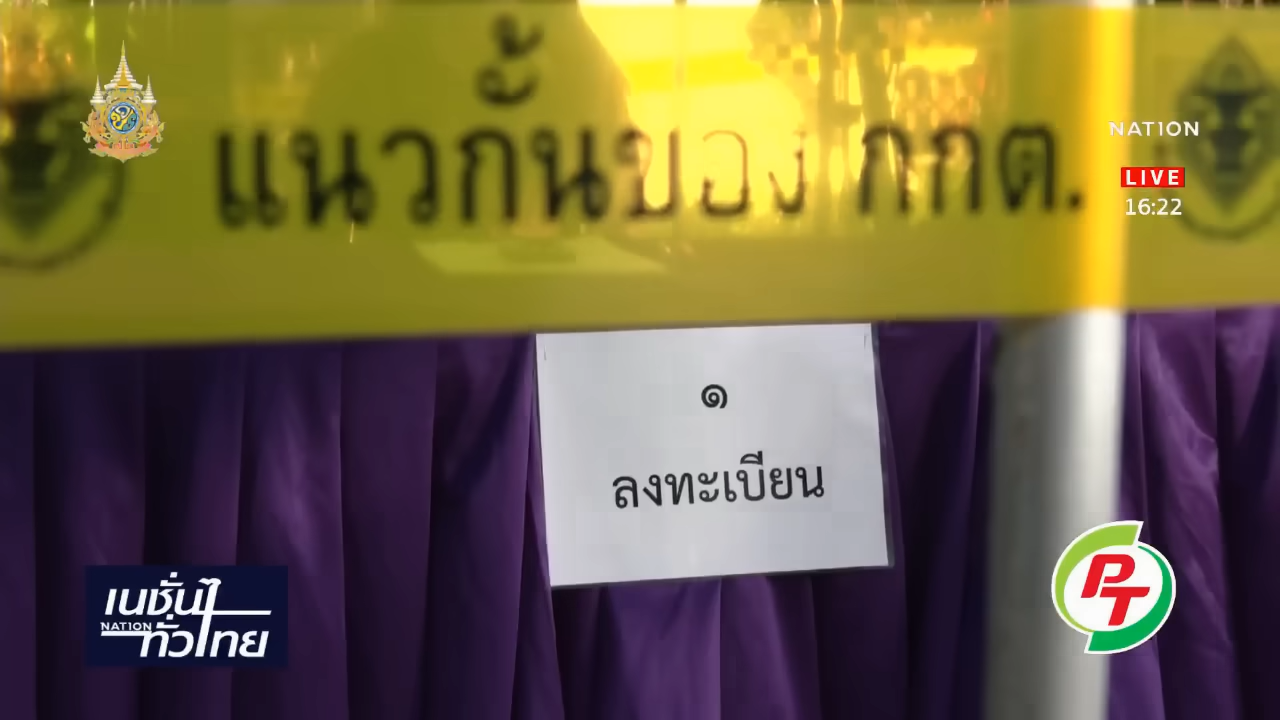 แนวกั้นของ กกต.
NATION
LIVE
16:22
๑
ลงทะเบียน
เนชั่น
NATION
ทั่วไทย
PT